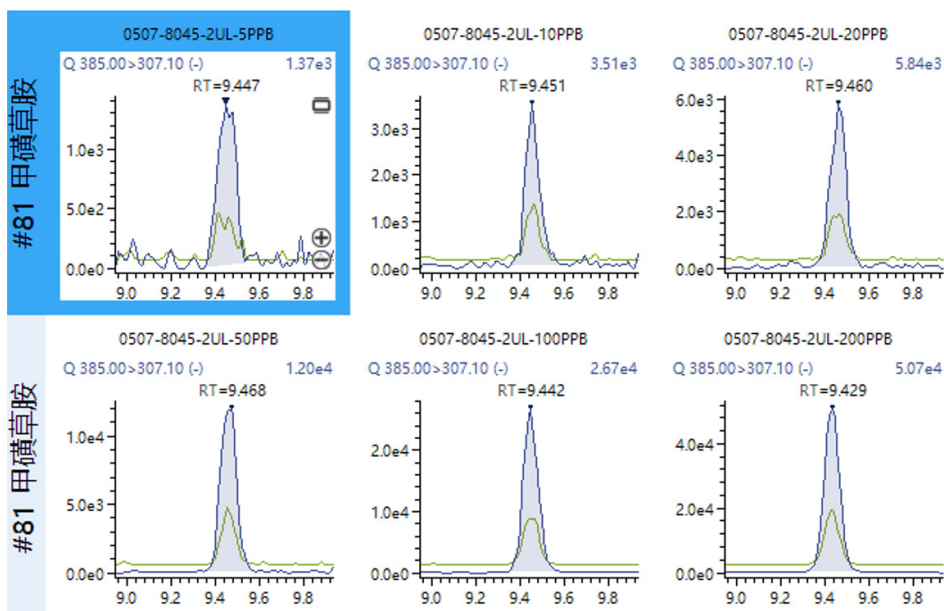 #81 甲磺草胺
0507-8045-2UL-5PPB
Q 385.00>307.10 (-) 1.37e3
RT=9.447
1.0e3
5.0e2
0.0e0
9.0 9.2 9.4 9.6 9.8
0507-8045-2UL-10PPB
Q 385.00>307.10 (-) 3.51e3
RT=9.451
3.0e3
2.0e3
1.0e3
0.0e0
9.0 9.2 9.4 9.6 9.8
0507-8045-2UL-20PPB
Q 385.00>307.10 (-) 5.84e3
RT=9.460
6.0e3
4.0e3
2.0e3
0.0e0
9.0 9.2 9.4 9.6 9.8
#81 甲磺草胺
0507-8045-2UL-50PPB
Q 385.00>307.10 (-) 1.20e4
RT=9.468
1.0e4
5.0e3
0.0e0
9.0 9.2 9.4 9.6 9.8
0507-8045-2UL-100PPB
Q 385.00>307.10 (-) 2.67e4
RT=9.442
2.0e4
1.0e4
0.0e0
9.0 9.2 9.4 9.6 9.8
0507-8045-2UL-200PPB
Q 385.00>307.10 (-) 5.07e4
RT=9.429
4.0e4
2.0e4
0.0e0
9.0 9.2 9.4 9.6 9.8